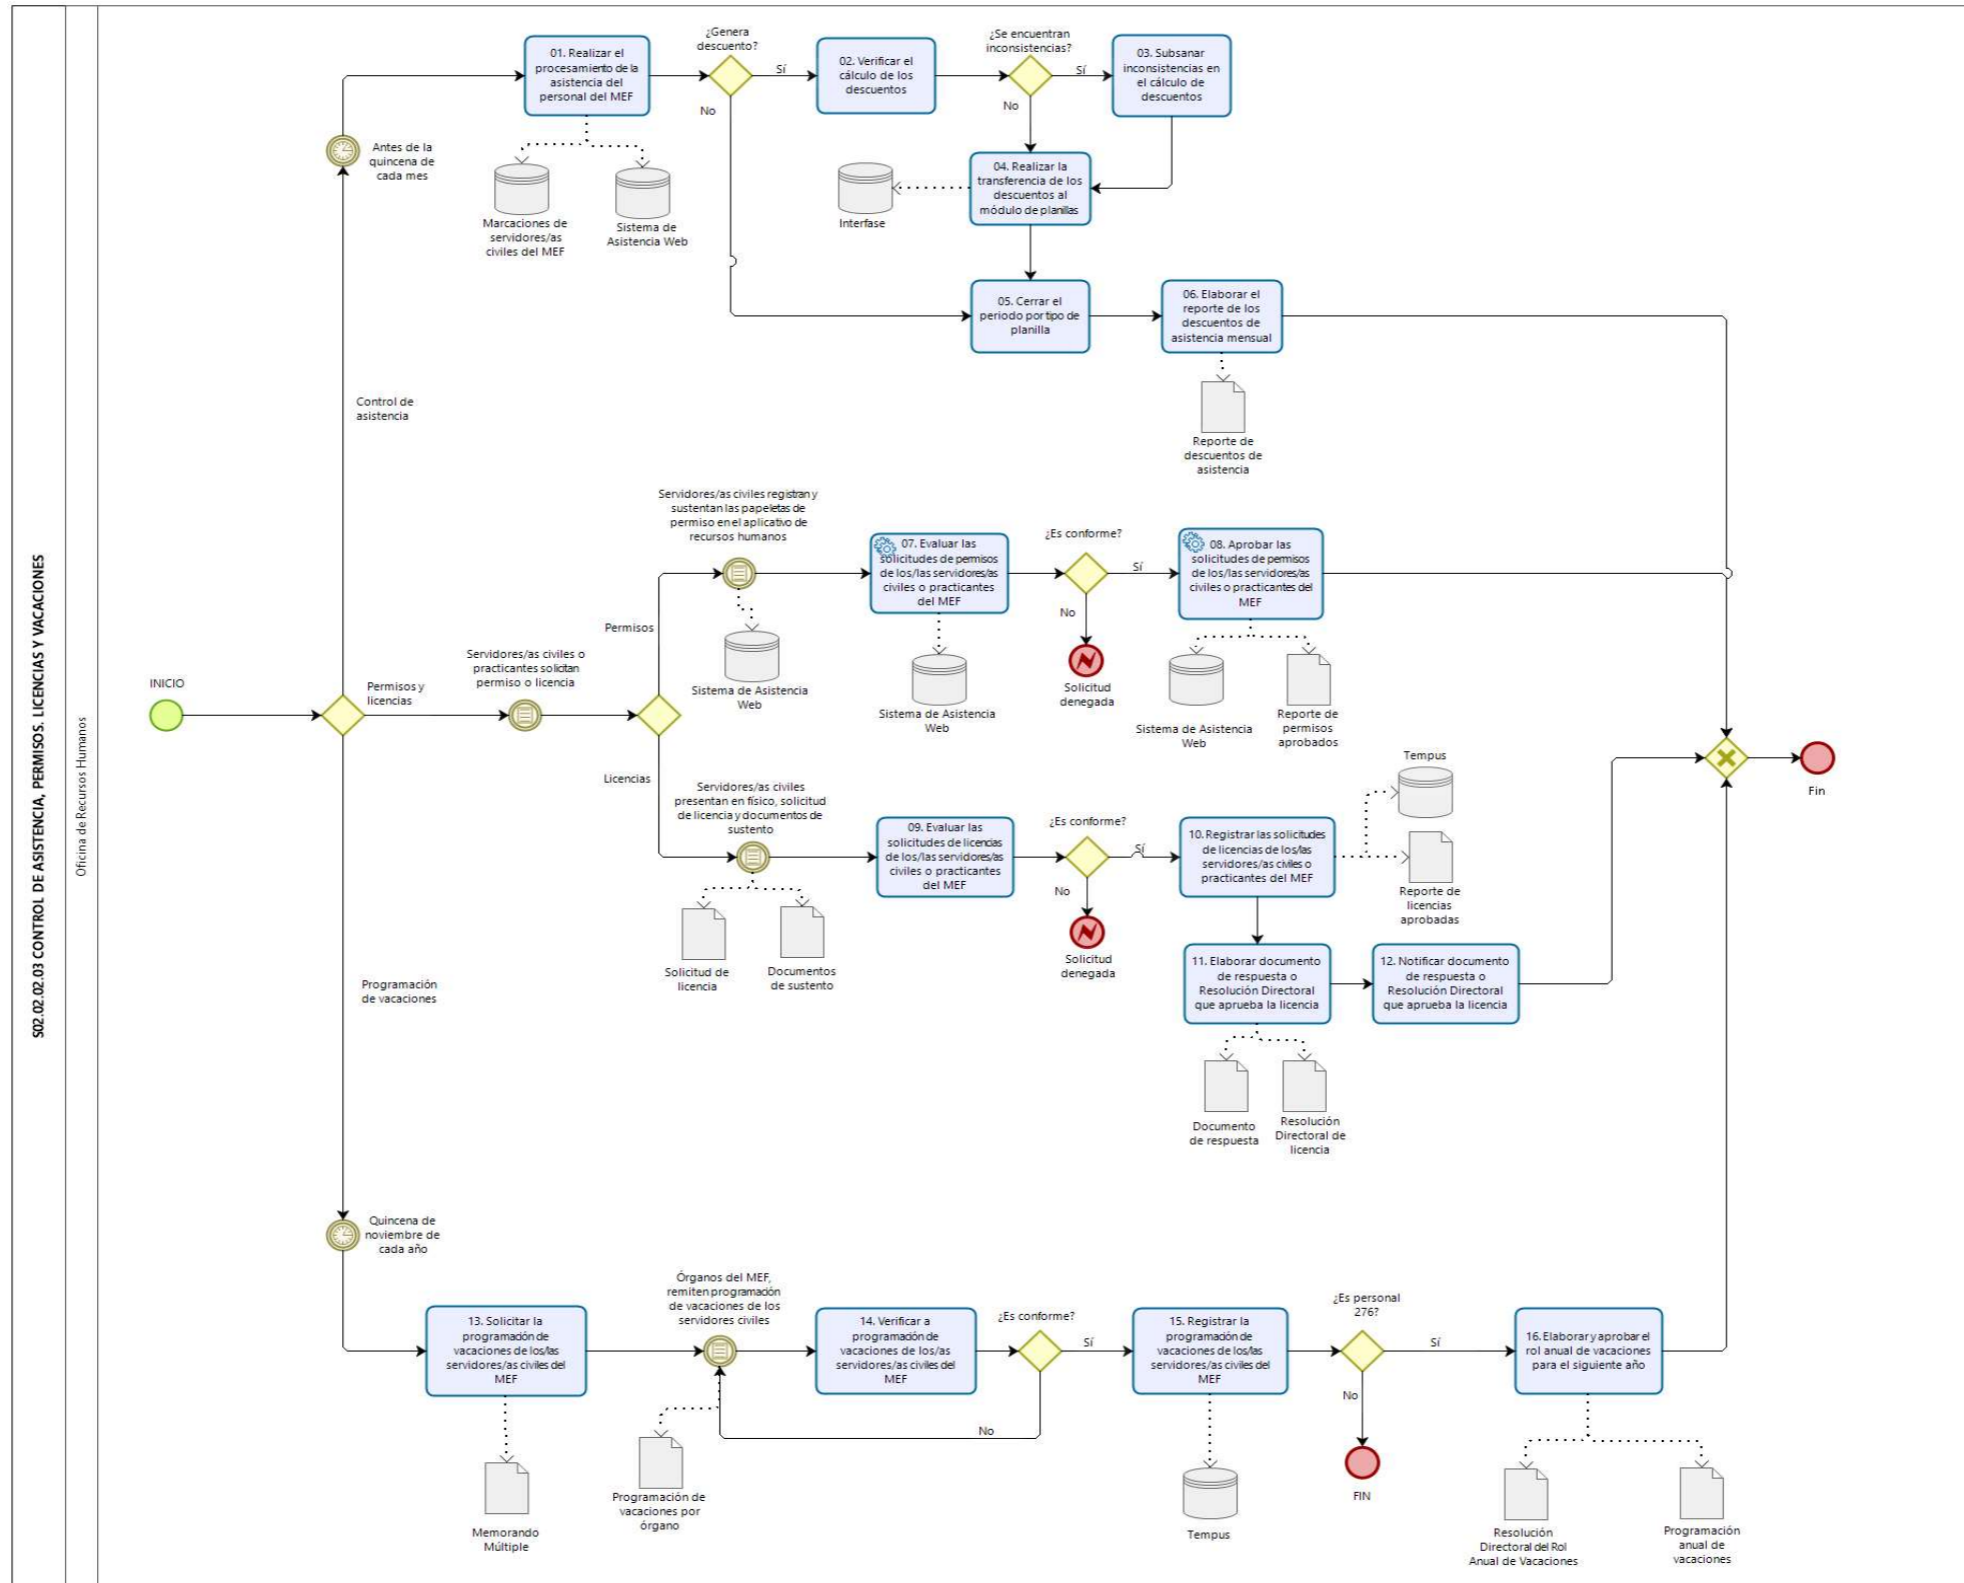 S02.02.02.03 CONTROL DE ASISTENCIA, PERMISOS. LICENCIAS Y VACACIONES
Oficina de Recursos Humanos
INICIO
Control de
asistencia
Antes de la
quincena de
cada mes
01. Realizar el
procesamiento de la
asistencia del
personal del MEF
Marcaciones de
servidores/as
civiles del MEF
Sistema de
Asistencia Web
¿Genera
descuento?
Sí
No
02. Verificar el
cálculo de los
descuentos
¿Se encuentran
inconsistencias?
Sí
No
03. Subsanar
inconsistencias en
el cálculo de
descuentos
04. Realizar la
transferencia de los
descuentos al
módulo de planillas
Interfase
05. Cerrar el
periodo por tipo de
planilla
06. Elaborar el
reporte de los
descuentos de
asistencia mensual
Reporte de
descuentos de
asistencia
Permisos y
licencias
Servidores/as civiles o
practicantes solicitan
permiso o licencia
Permisos
Servidores/as civiles registran y
sustentan las papeletas de
permiso en el aplicativo de
recursos humanos
Sistema de Asistencia
Web
07. Evaluar las
solicitudes de permisos
de los/las servidores/as
civiles o practicantes
del MEF
Sistema de Asistencia
Web
¿Es conforme?
Sí
No
Solicitud
denegada
08. Aprobar las
solicitudes de permisos
de los/las servidores/as
civiles o practicantes del
MEF
Sistema de Asistencia
Web
Reporte de
permisos
aprobados
Licencias
Servidores/as civiles
presentan en físico, solicitud
de licencia y documentos de
sustento
Solicitud de
licencia
Documentos
de sustento
09. Evaluar las
solicitudes de licencias
de los/las servidores/as
civiles o practicantes
del MEF
¿Es conforme?
Sí
No
Solicitud
denegada
10. Registrar las solicitudes
de licencias de los/las
servidores/as civiles o
practicantes del MEF
Tempus
Reporte de
licencias
aprobadas
11. Elaborar documento
de respuesta o
Resolución Directoral
que aprueba la licencia
Documento
de respuesta
Resolución
Directoral de
licencia
12. Notificar documento
de respuesta o
Resolución Directoral
que aprueba la licencia
Fin
Programación
de vacaciones
Quincena de
noviembre de
cada año
13. Solicitar la
programación de
vacaciones de los/las
servidores/as civiles del
MEF
Memorando
Múltiple
Órganos del MEF,
remiten programación
de vacaciones de los
servidores civiles
Programación de
vacaciones por
órgano
14. Verificar a
programación de
vacaciones de los/as
servidores/as civiles del
MEF
¿Es conforme?
Sí
No
15. Registrar la
programación de
vacaciones de los/las
servidores/as civiles del
MEF
Tempus
¿Es personal
276?
Sí
No
FIN
16. Elaborar y aprobar el
rol anual de vacaciones
para el siguiente año
Resolución
Directoral del Rol
Anual de Vacaciones
Programación
anual de
vacaciones